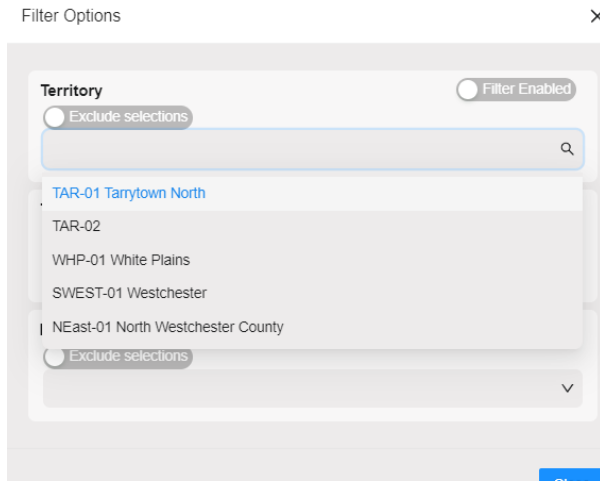 Filter Options
Territory
Filter Enabled
Exclude selections
TAR-01 Tarrytown North
TAR-02
WHP-01 White Plains
SWEST-01 Westchester
NEast-01 North Westchester County
Exclude selections